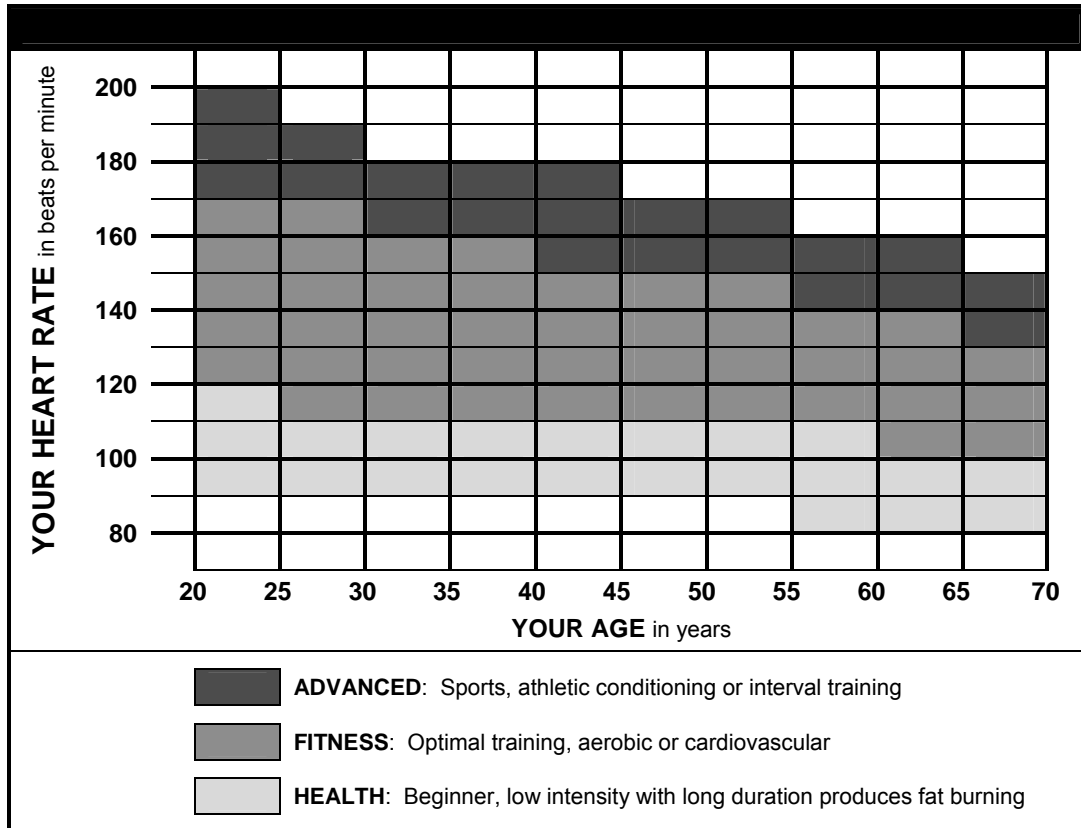 YOUR HEART RATE in beats per minute
200
180
160
140
120
100
80
20 25 30 35 40 45 50 55 60 65 70
YOUR AGE in years
ADVANCED: Sports, athletic conditioning or interval training
FITNESS: Optimal training, aerobic or cardiovascular
HEALTH: Beginner, low intensity with long duration produces fat burning